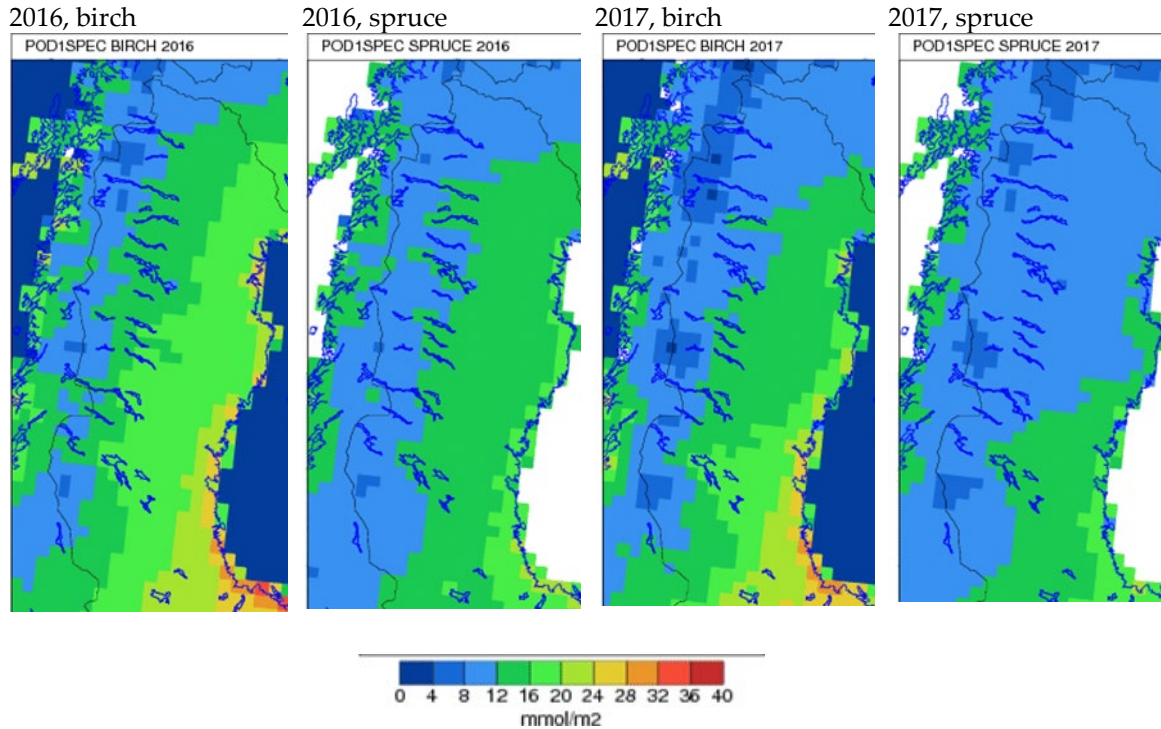 2016, birch
2016, spruce
2017, birch
2017, spruce
POD1SPEC BIRCH 2016
POD1SPEC SPRUCE 2016
POD1SPEC BIRCH 2017
POD1SPEC SPRUCE 2017
0 4 8 12 16 20 24 28 32 36 40
mmol/m2